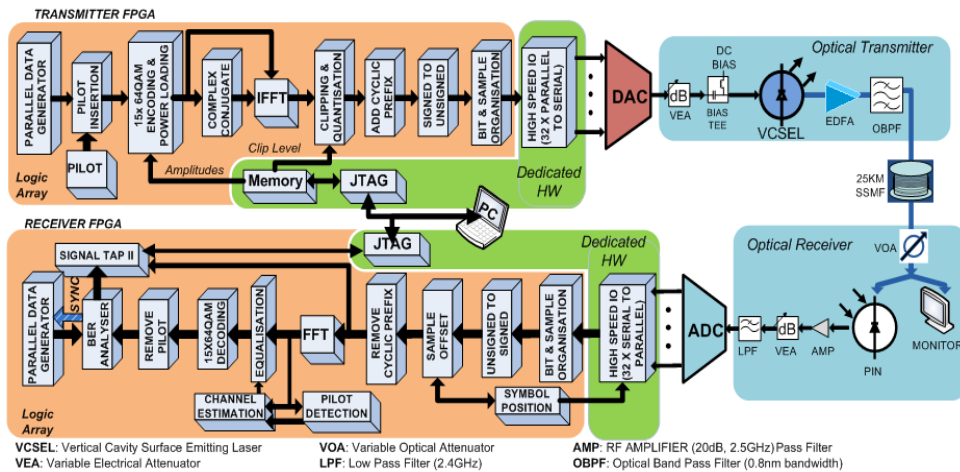 TRANSMITTER FPGA
PARALLEL DATA
GENERATOR
PILOT
INSERTION
PILOT
15x 64QAM
ENCODING &
POWER LOADING
COMPLEX
CONJUGATE
IFFT
CLIPPING &
QUANTISATION
ADD CYCLIC
PREFIX
SIGNED TO
UNSIGNED
BIT & SAMPLE
ORGANISATION
HIGH SPEED IO
(32 X PARALLEL
TO SERIAL)
DAC
Optical Transmitter
dB
VEA
DC
BIAS
BIAS
TEE
VCSEL
EDFA
OBPF
Logic
Array
Amplitudes
Clip Level
Memory
JTAG
Dedicated
HW
PC
25KM
SSMF
RECEIVER FPGA
SIGNAL TAP II
JTAG
Dedicated
HW
Optical Receiver
VOA
PARALLEL DATA
GENERATOR
SYNC
BER
ANALYSER
REMOVE
PILOT
15X64QAM
DECODING
EQUALISATION
FFT
REMOVE
CYCLIC PREFIX
SAMPLE
OFFSET
UNSIGNED TO
SIGNED
BIT & SAMPLE
ORGANISATION
HIGH SPEED IO
(32 X SERIAL TO
PARALLEL)
ADC
LPF
dB
VEA
AMP
PIN
MONITOR
CHANNEL
ESTIMATION
PILOT
DETECTION
SYMBOL
POSITION
Logic
Array
VCSEL: Vertical Cavity Surface Emitting Laser
VOA: Variable Optical Attenuator
AMP: RF AMPLIFIER (20dB, 2.5GHz) Pass Filter
VEA: Variable Electrical Attenuator
LPF: Low Pass Filter (2.4GHz)
OBPF: Optical Band Pass Filter (0.8nm bandwidth)